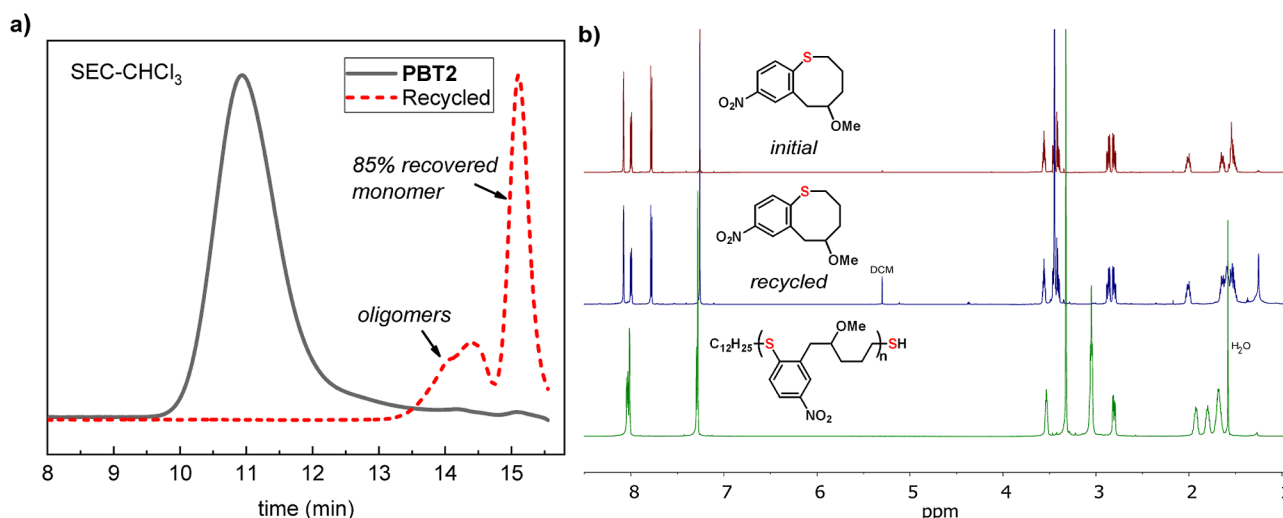 a)
SEC-CHCl3
PBT2
Recycled
85% recovered
monomer
oligomers
8 9 10 11 12 13 14 15
time (min)
b)
S
O2N
OMe
initial
S
O2N
OMe
recycled
DCM
OMe
C12H25 ( S ( )n SH
NO2
H2O
8 7 6 5 4 3 2 1
ppm